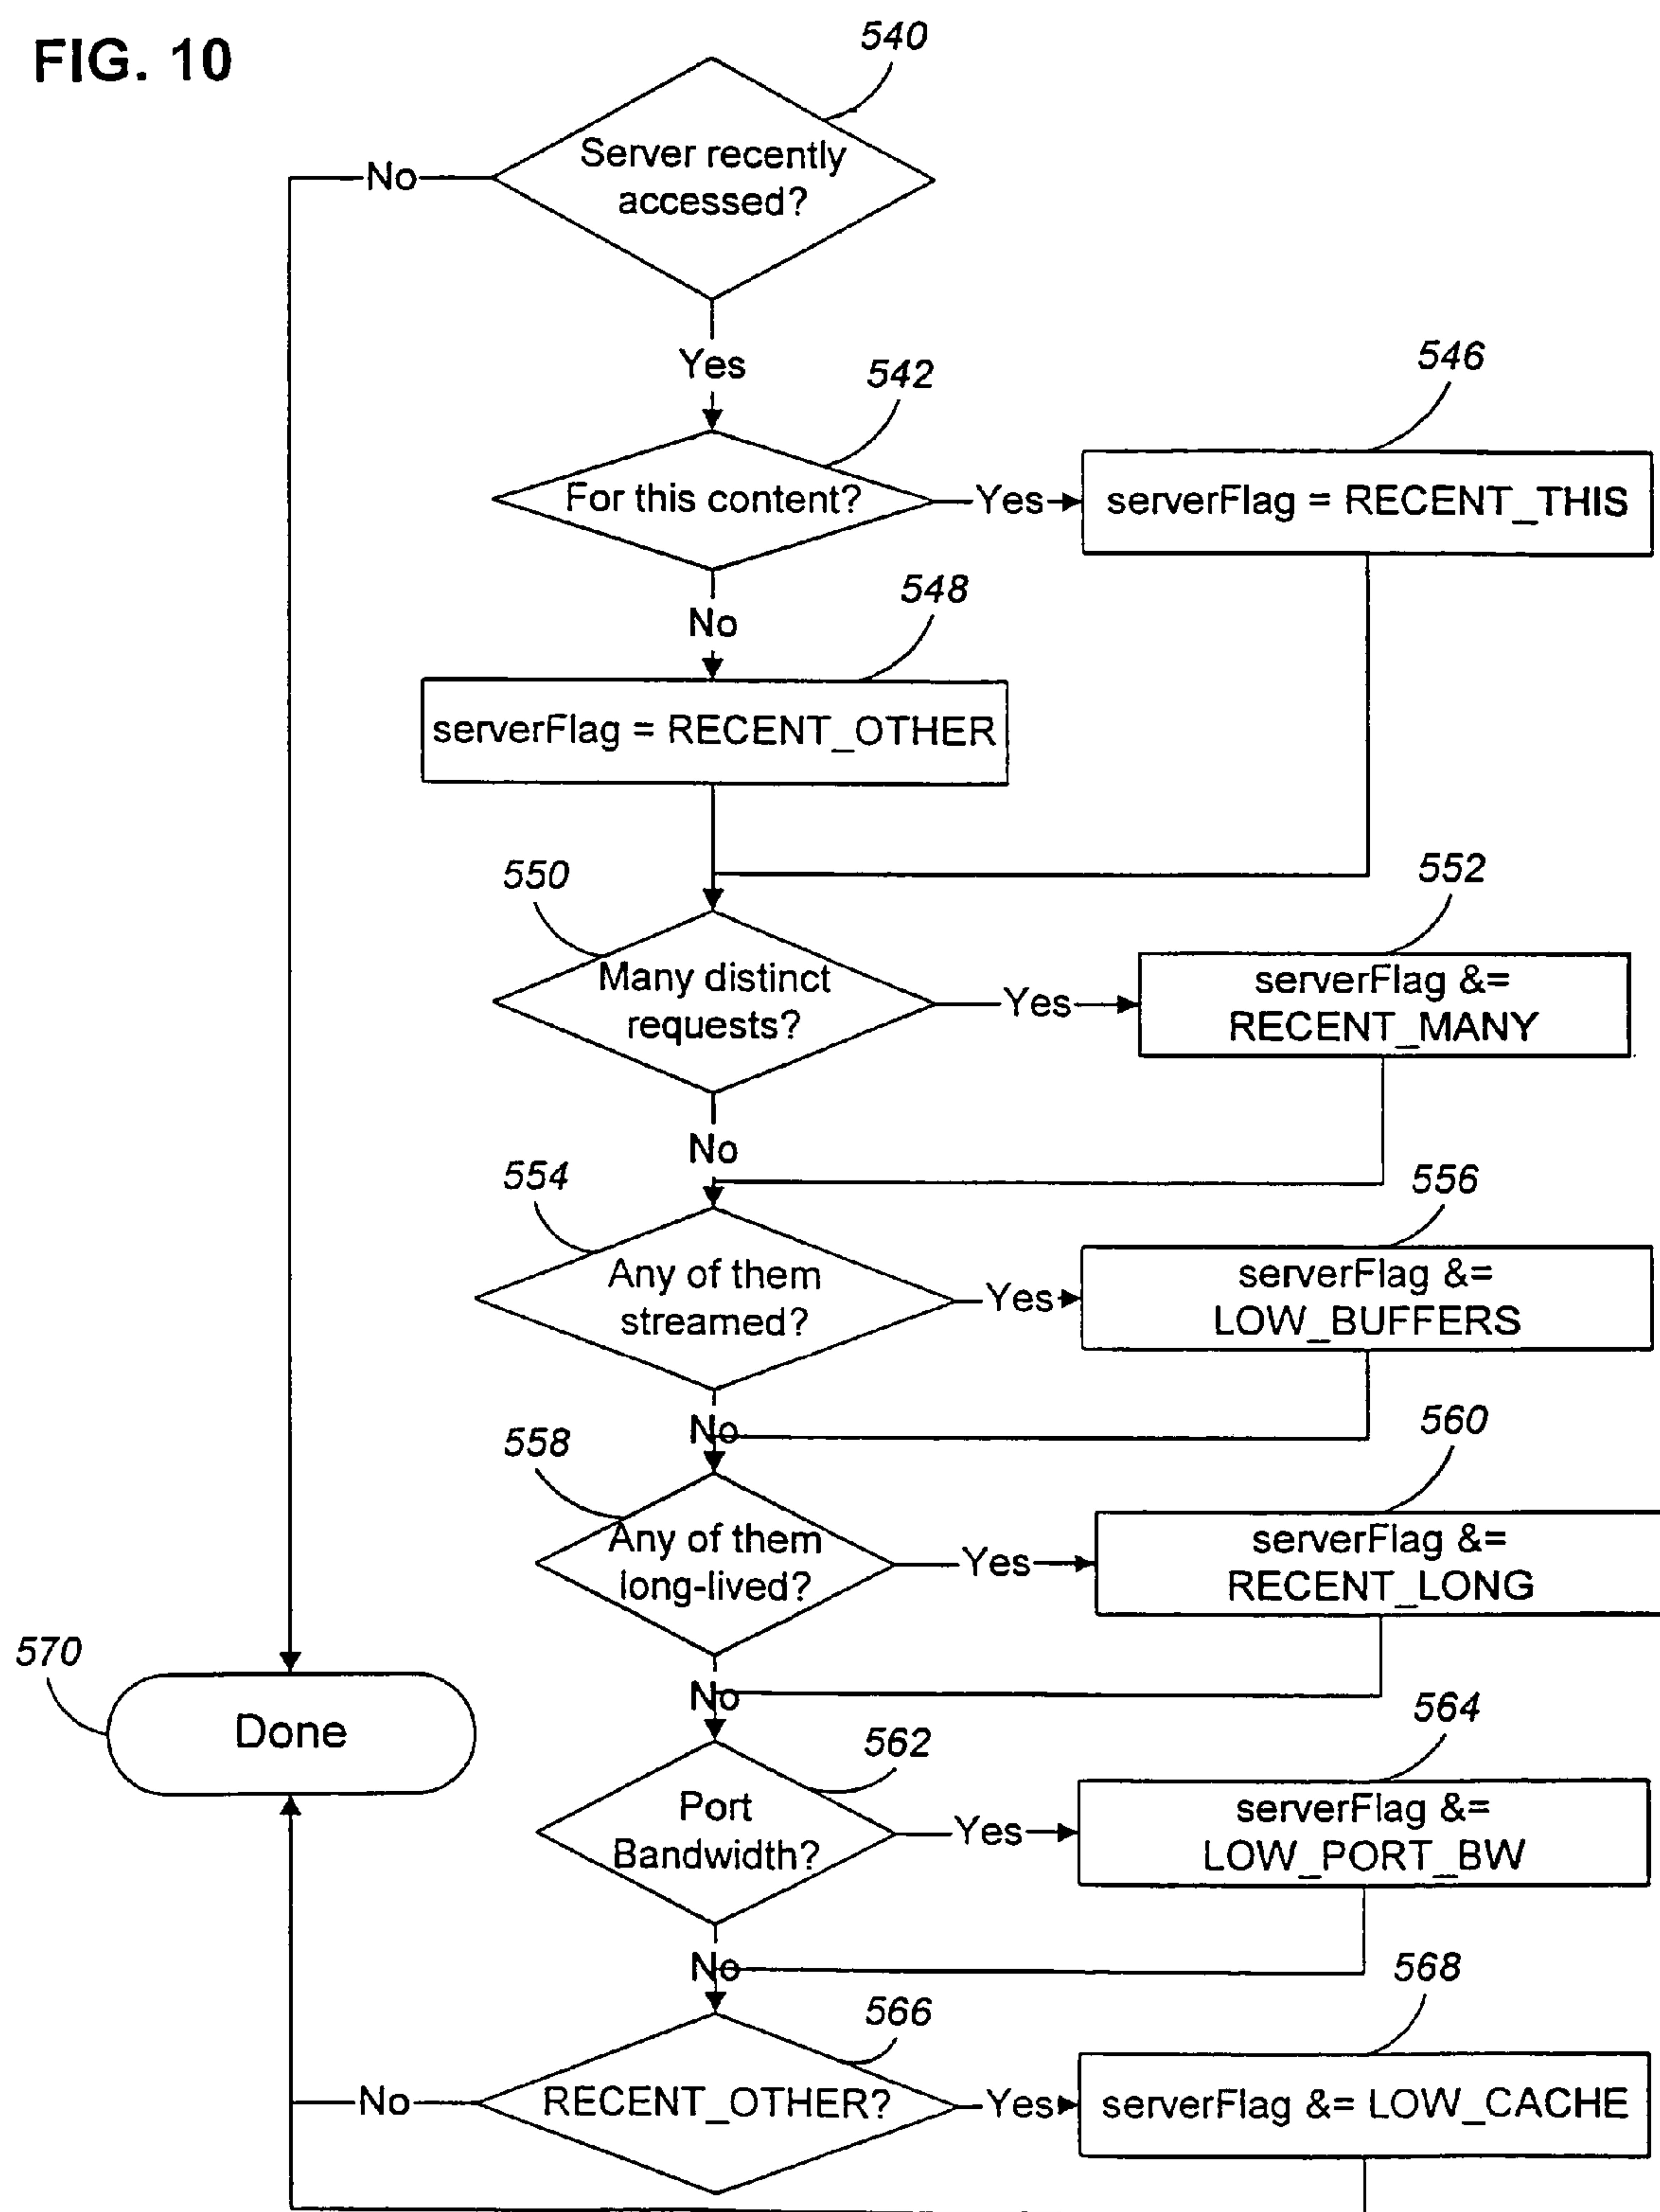 FIG. 10
540
Server recently
accessed?
No
Yes
542
546
For this content?
Yes
serverFlag = RECENT_THIS
No
548
serverFlag = RECENT_OTHER
550
552
Many distinct
requests?
Yes
serverFlag &=
RECENT_MANY
No
554
556
Any of them
streamed?
Yes
serverFlag &=
LOW_BUFFERS
No
558
560
Any of them
long-lived?
Yes
serverFlag &=
RECENT_LONG
No
570
Done
562
564
Port
Bandwidth?
Yes
serverFlag &=
LOW_PORT_BW
No
566
568
No
RECENT_OTHER?
Yes
serverFlag &= LOW_CACHE